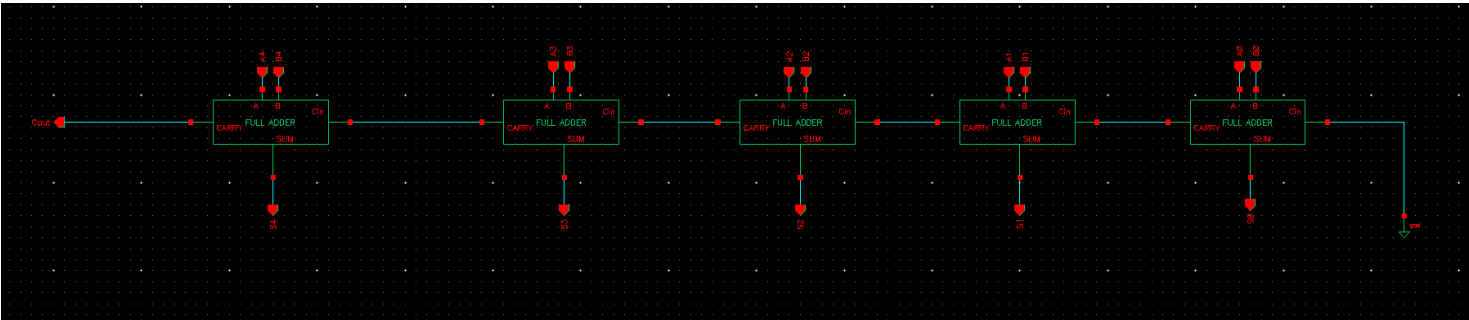 A4 B4 A3 B3 A2 B2 A1 B1 A0 B0
A B Cin A B Cin A B Cin A B Cin A B Cin
Cout FULL ADDER FULL ADDER FULL ADDER FULL ADDER FULL ADDER
CARRY CARRY CARRY CARRY CARRY
SUM SUM SUM SUM SUM
S4 S3 S2 S1 S0